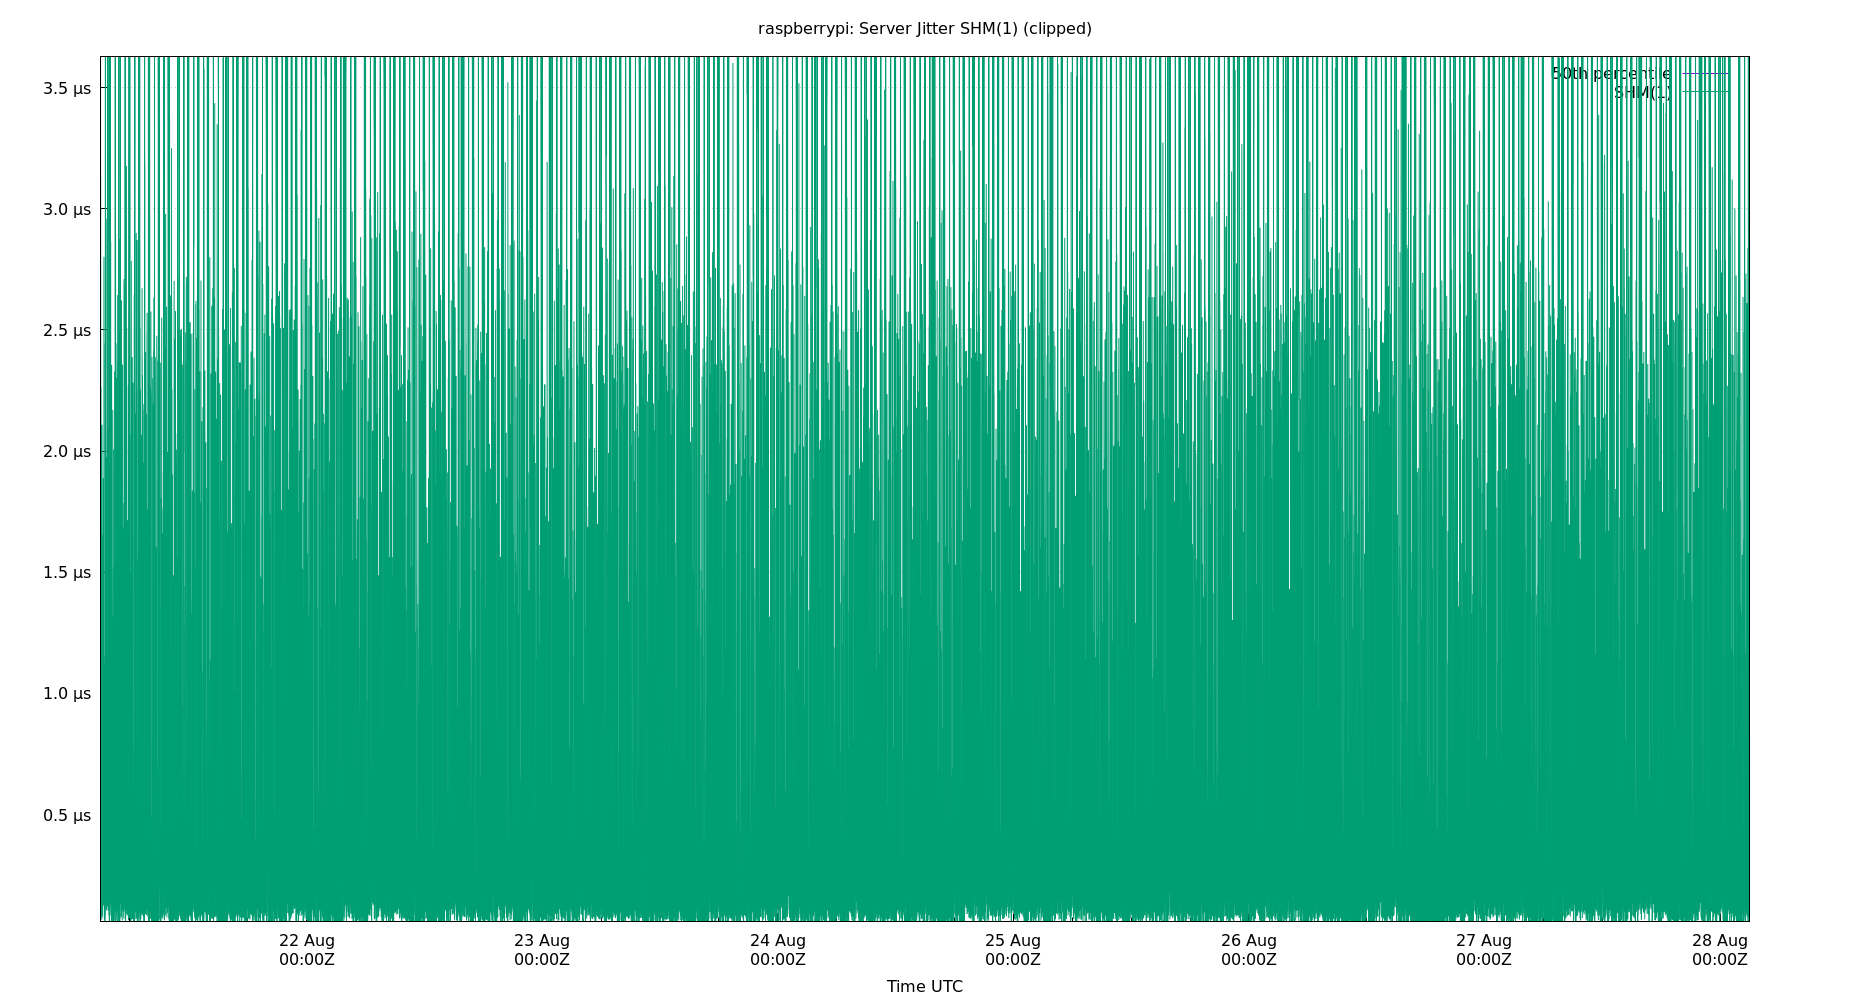 raspberrypi: Server Jitter SHM(1) (clipped)
50th percentile
SHM(1)
3.5 µs
3.0 µs
2.5 µs
2.0 µs
1.5 µs
1.0 µs
0.5 µs
22 Aug 23 Aug 24 Aug 25 Aug 26 Aug 27 Aug 28 Aug
00:00Z 00:00Z 00:00Z 00:00Z 00:00Z 00:00Z 00:00Z
Time UTC